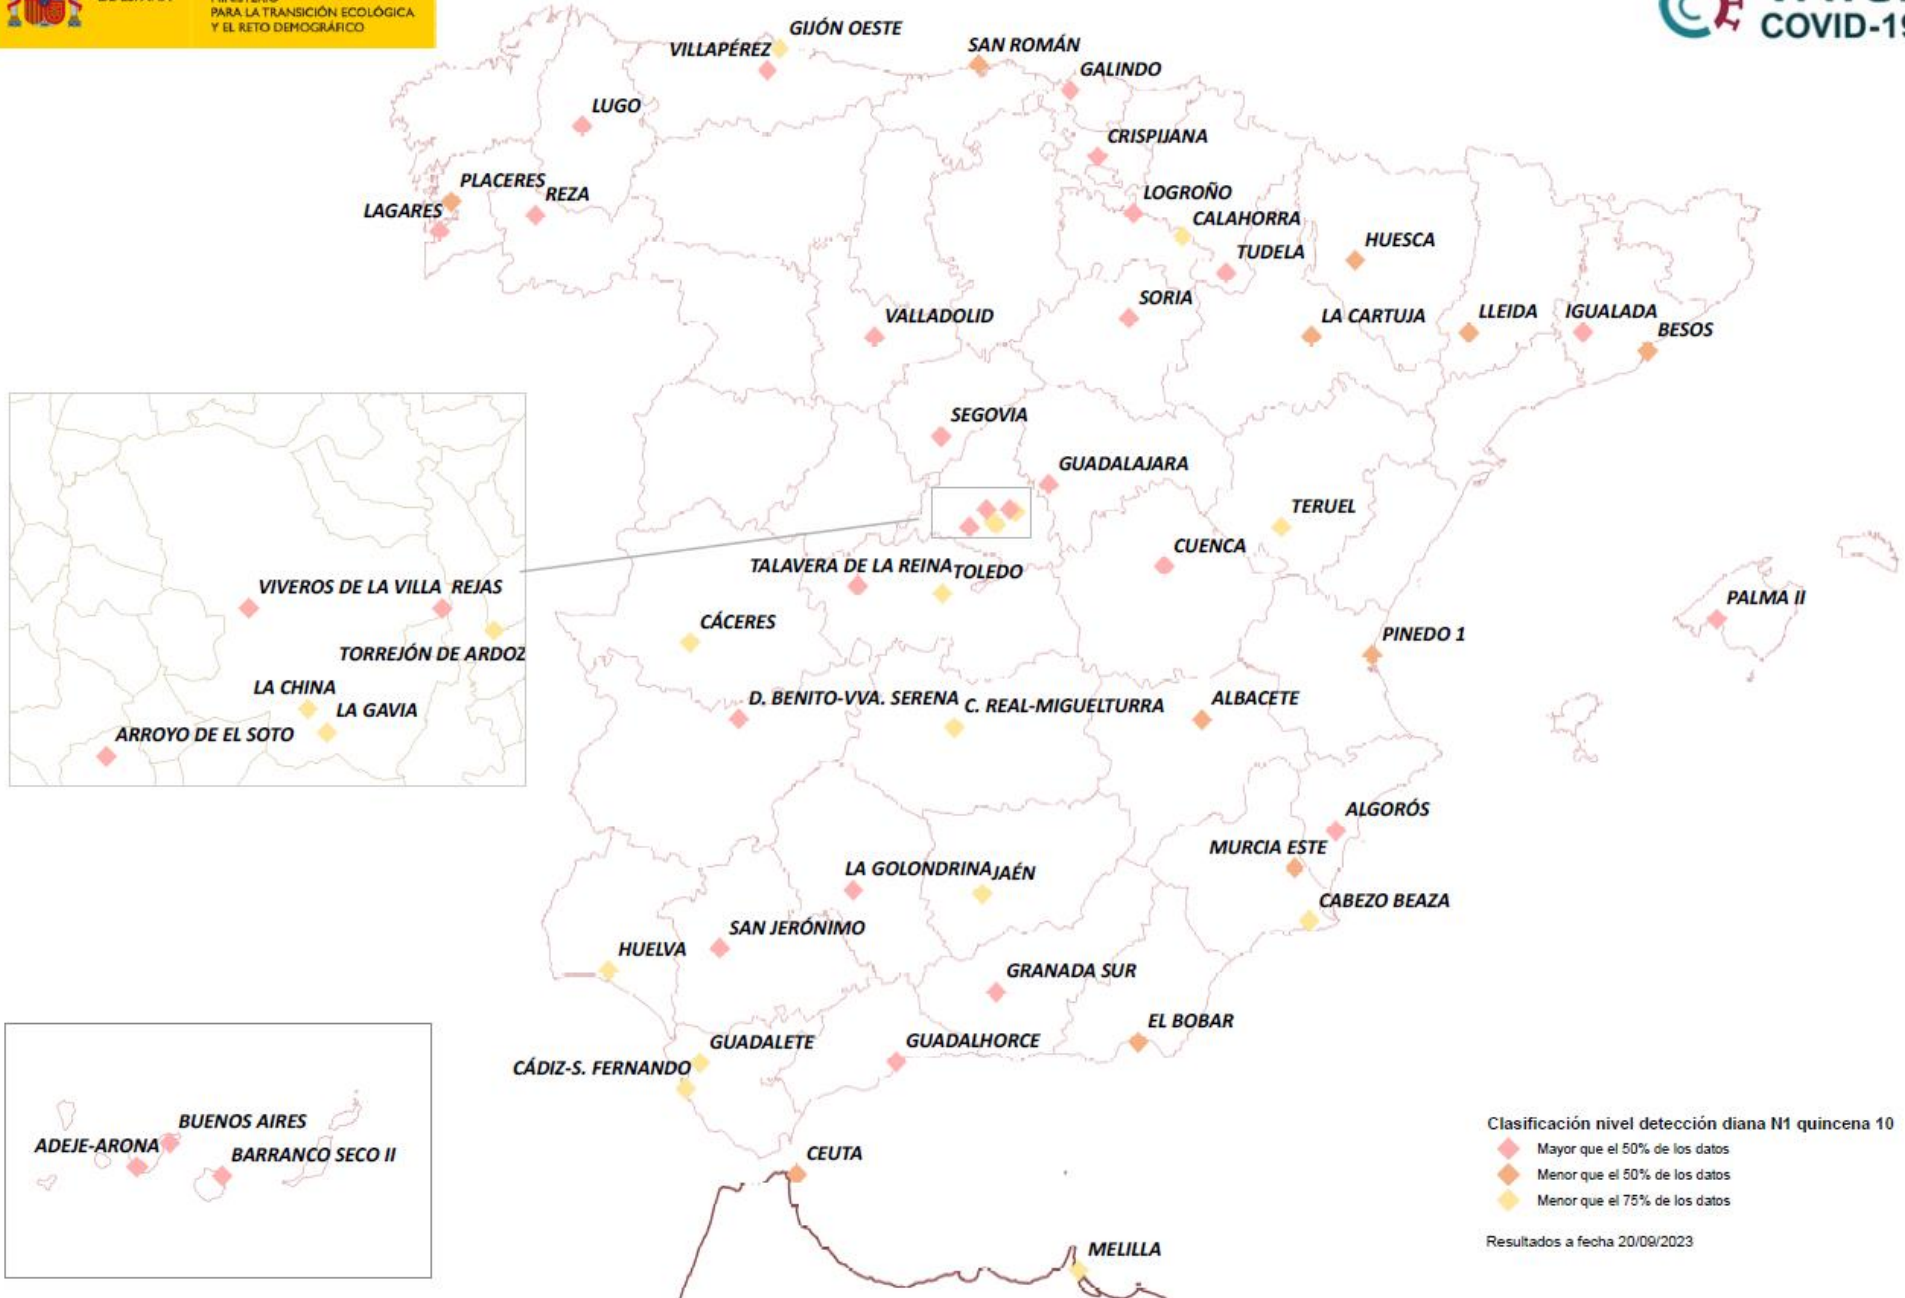 PARA LA TRANSICIÓN ECOLÓGICA
Y EL RETO DEMOGRÁFICO
COVID-19
GIJÓN OESTE
VILLAPÉREZ
SAN ROMÁN
GALINDO
LUGO
CRISPIJANA
PLACERES
REZA
LAGARES
LOGROÑO
CALAHORRA
TUDELA
HUESCA
SORIA
VALLADOLID
LA CARTUJA
LLEIDA
IGUALADA
BESOS
SEGOVIA
GUADALAJARA
TERUEL
CUENCA
TALAVERA DE LA REINA
TOLEDO
VIVEROS DE LA VILLA
REJAS
TORREJÓN DE ARDOZ
LA CHINA
LA GAVIA
ARROYO DE EL SOTO
CÁCERES
PALMA II
PINEDO 1
D. BENITO-VVA. SERENA
C. REAL-MIGUELTURRA
ALBACETE
ALGORÓS
MURCIA ESTE
LA GOLONDRINA
JAÉN
CABEZO BEAZA
SAN JERÓNIMO
HUELVA
GRANADA SUR
EL BOBAR
GUADALETE
GUADALHORCE
CÁDIZ-S. FERNANDO
BUENOS AIRES
ADEJE-ARONA
BARRANCO SECO II
CEUTA
MELILLA
Clasificación nivel detección diana N1 quincena 10
Mayor que el 50% de los datos
Menor que el 50% de los datos
Menor que el 75% de los datos
Resultados a fecha 20/09/2023